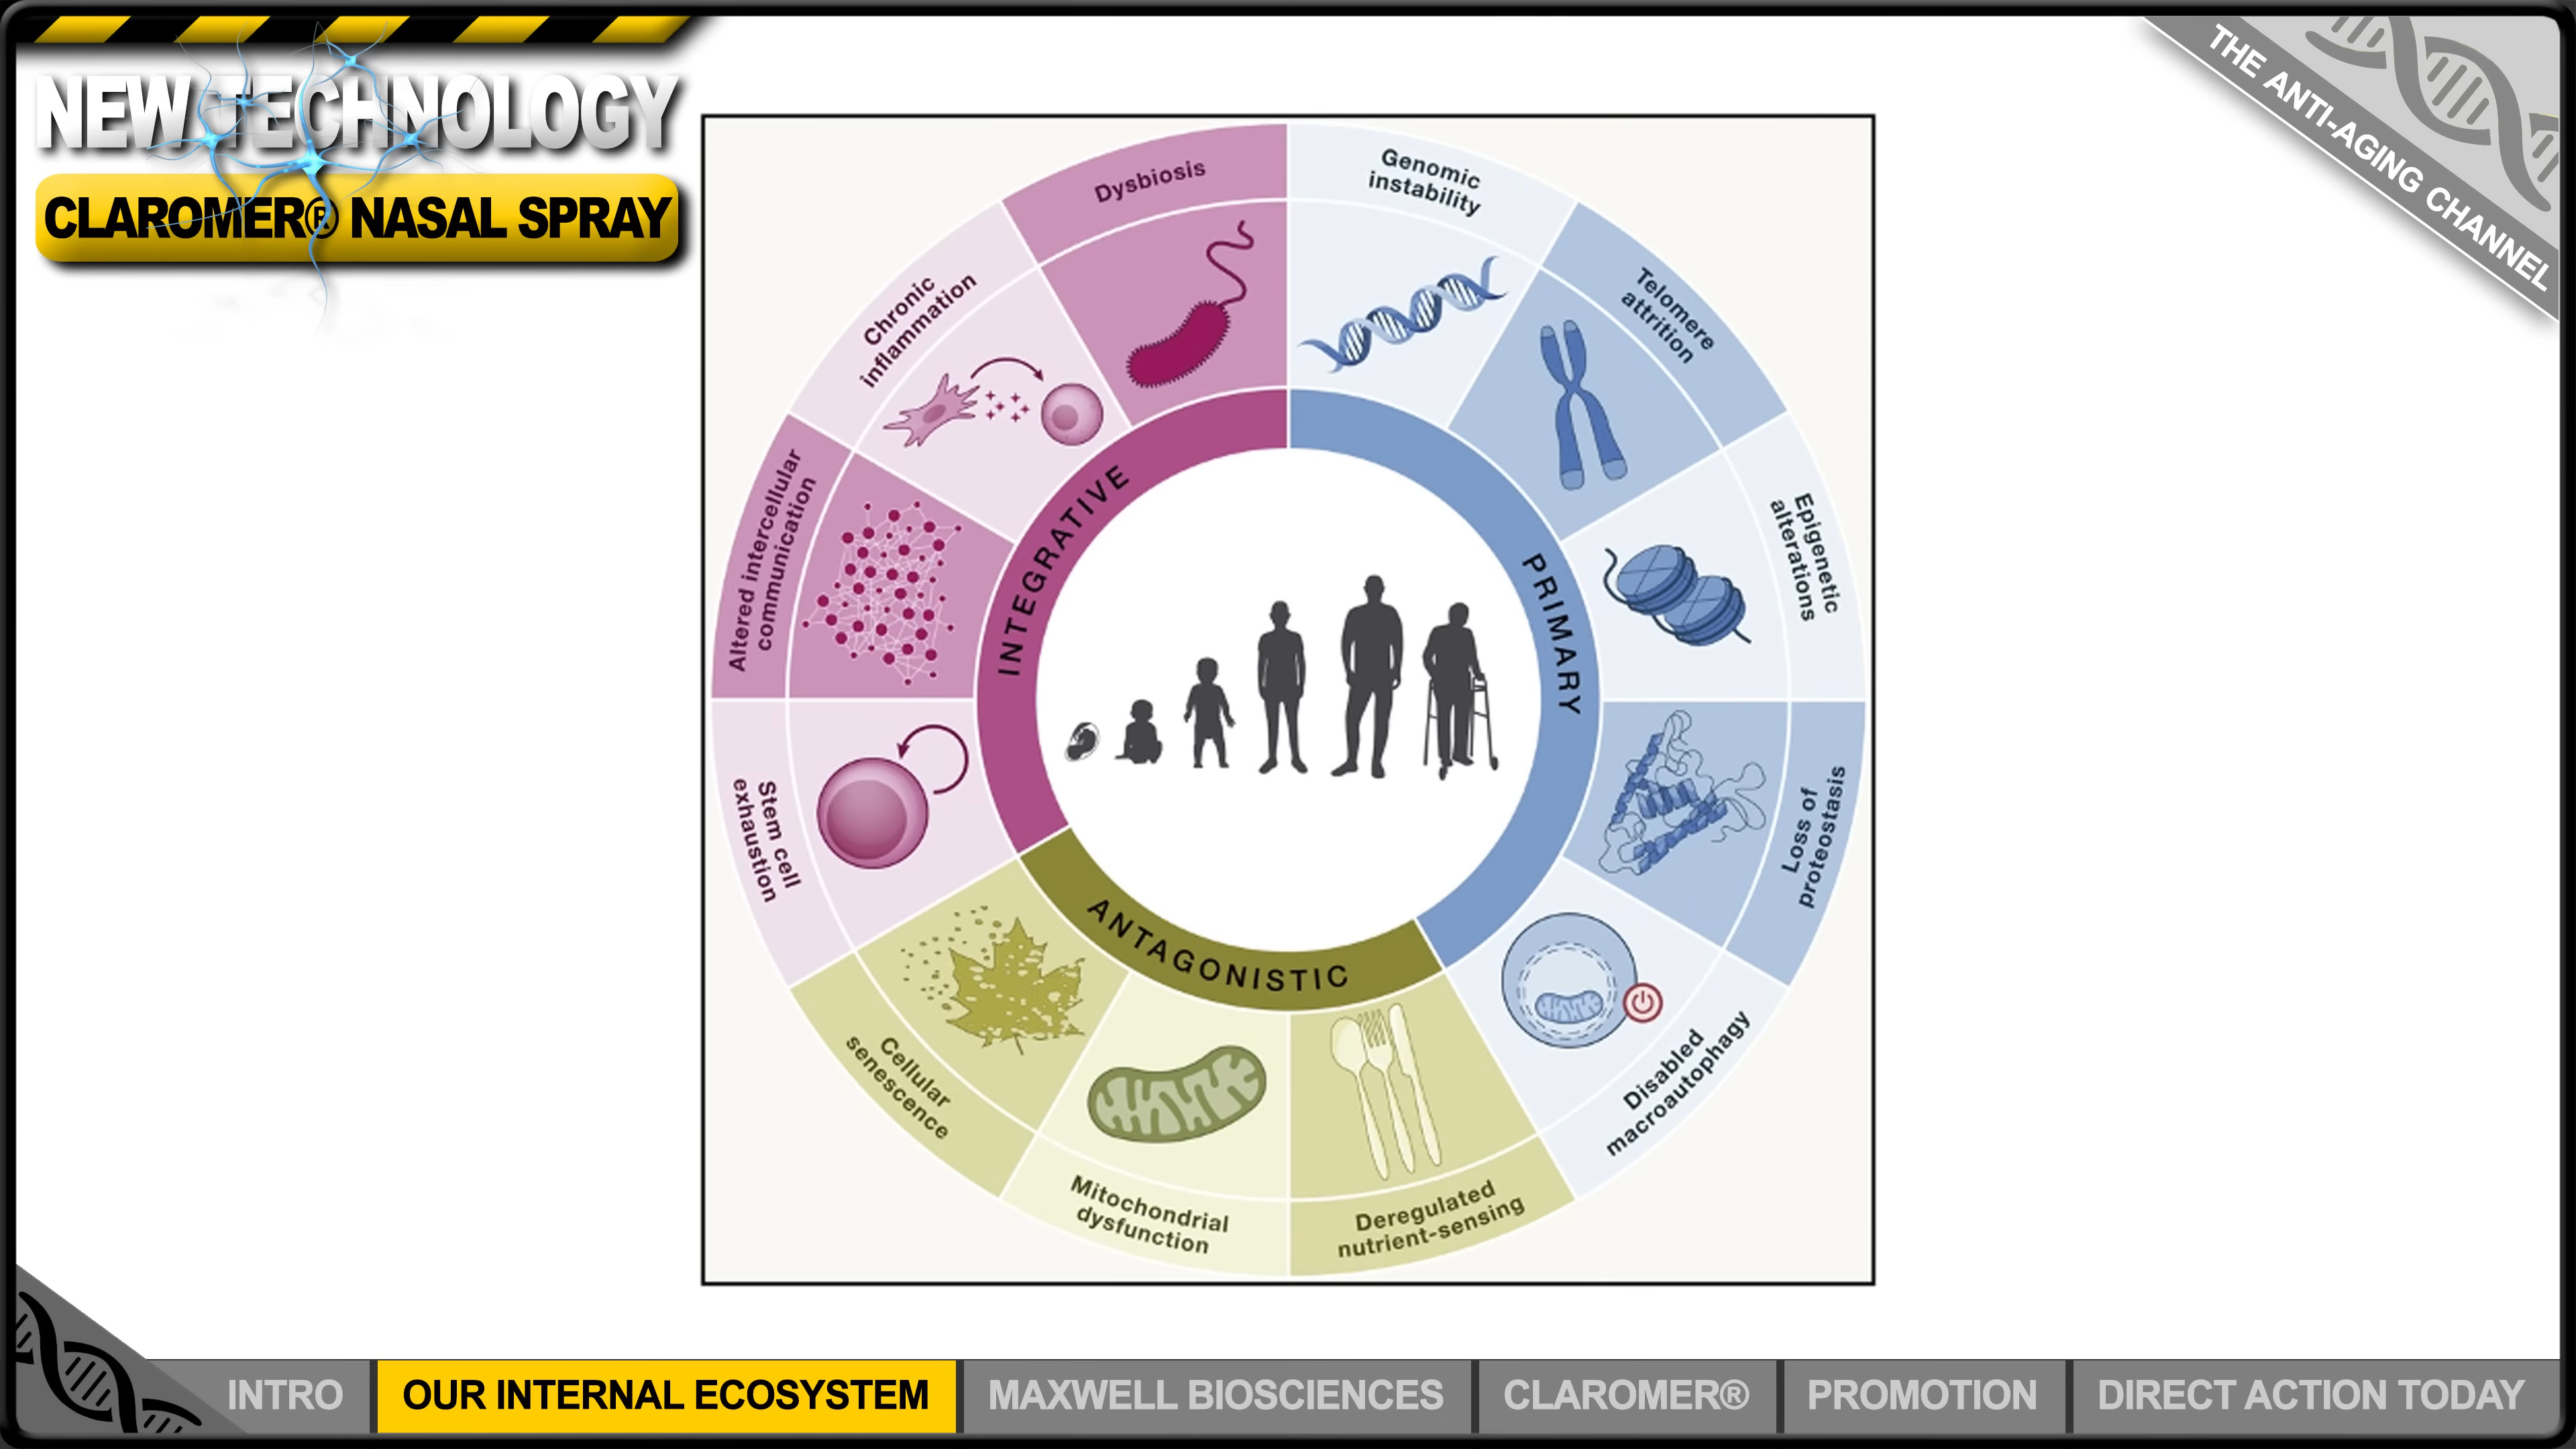 NEW TECHNOLOGY
CLAROMER® NASAL SPRAY
THE ANTI-AGING CHANNEL
Dysbiosis
Genomic
instability
Telomere
attrition
Epigenetic
alterations
Loss of
proteostasis
Disabled
macroautophagy
Deregulated
nutrient-sensing
Mitochondrial
dysfunction
Cellular
senescence
Stem cell
exhaustion
Altered intercellular
communication
Chronic
inflammation
INTEGRATIVE
PRIMARY
ANTAGONISTIC
INTRO
OUR INTERNAL ECOSYSTEM
MAXWELL BIOSCIENCES
CLAROMER®
PROMOTION
DIRECT ACTION TODAY